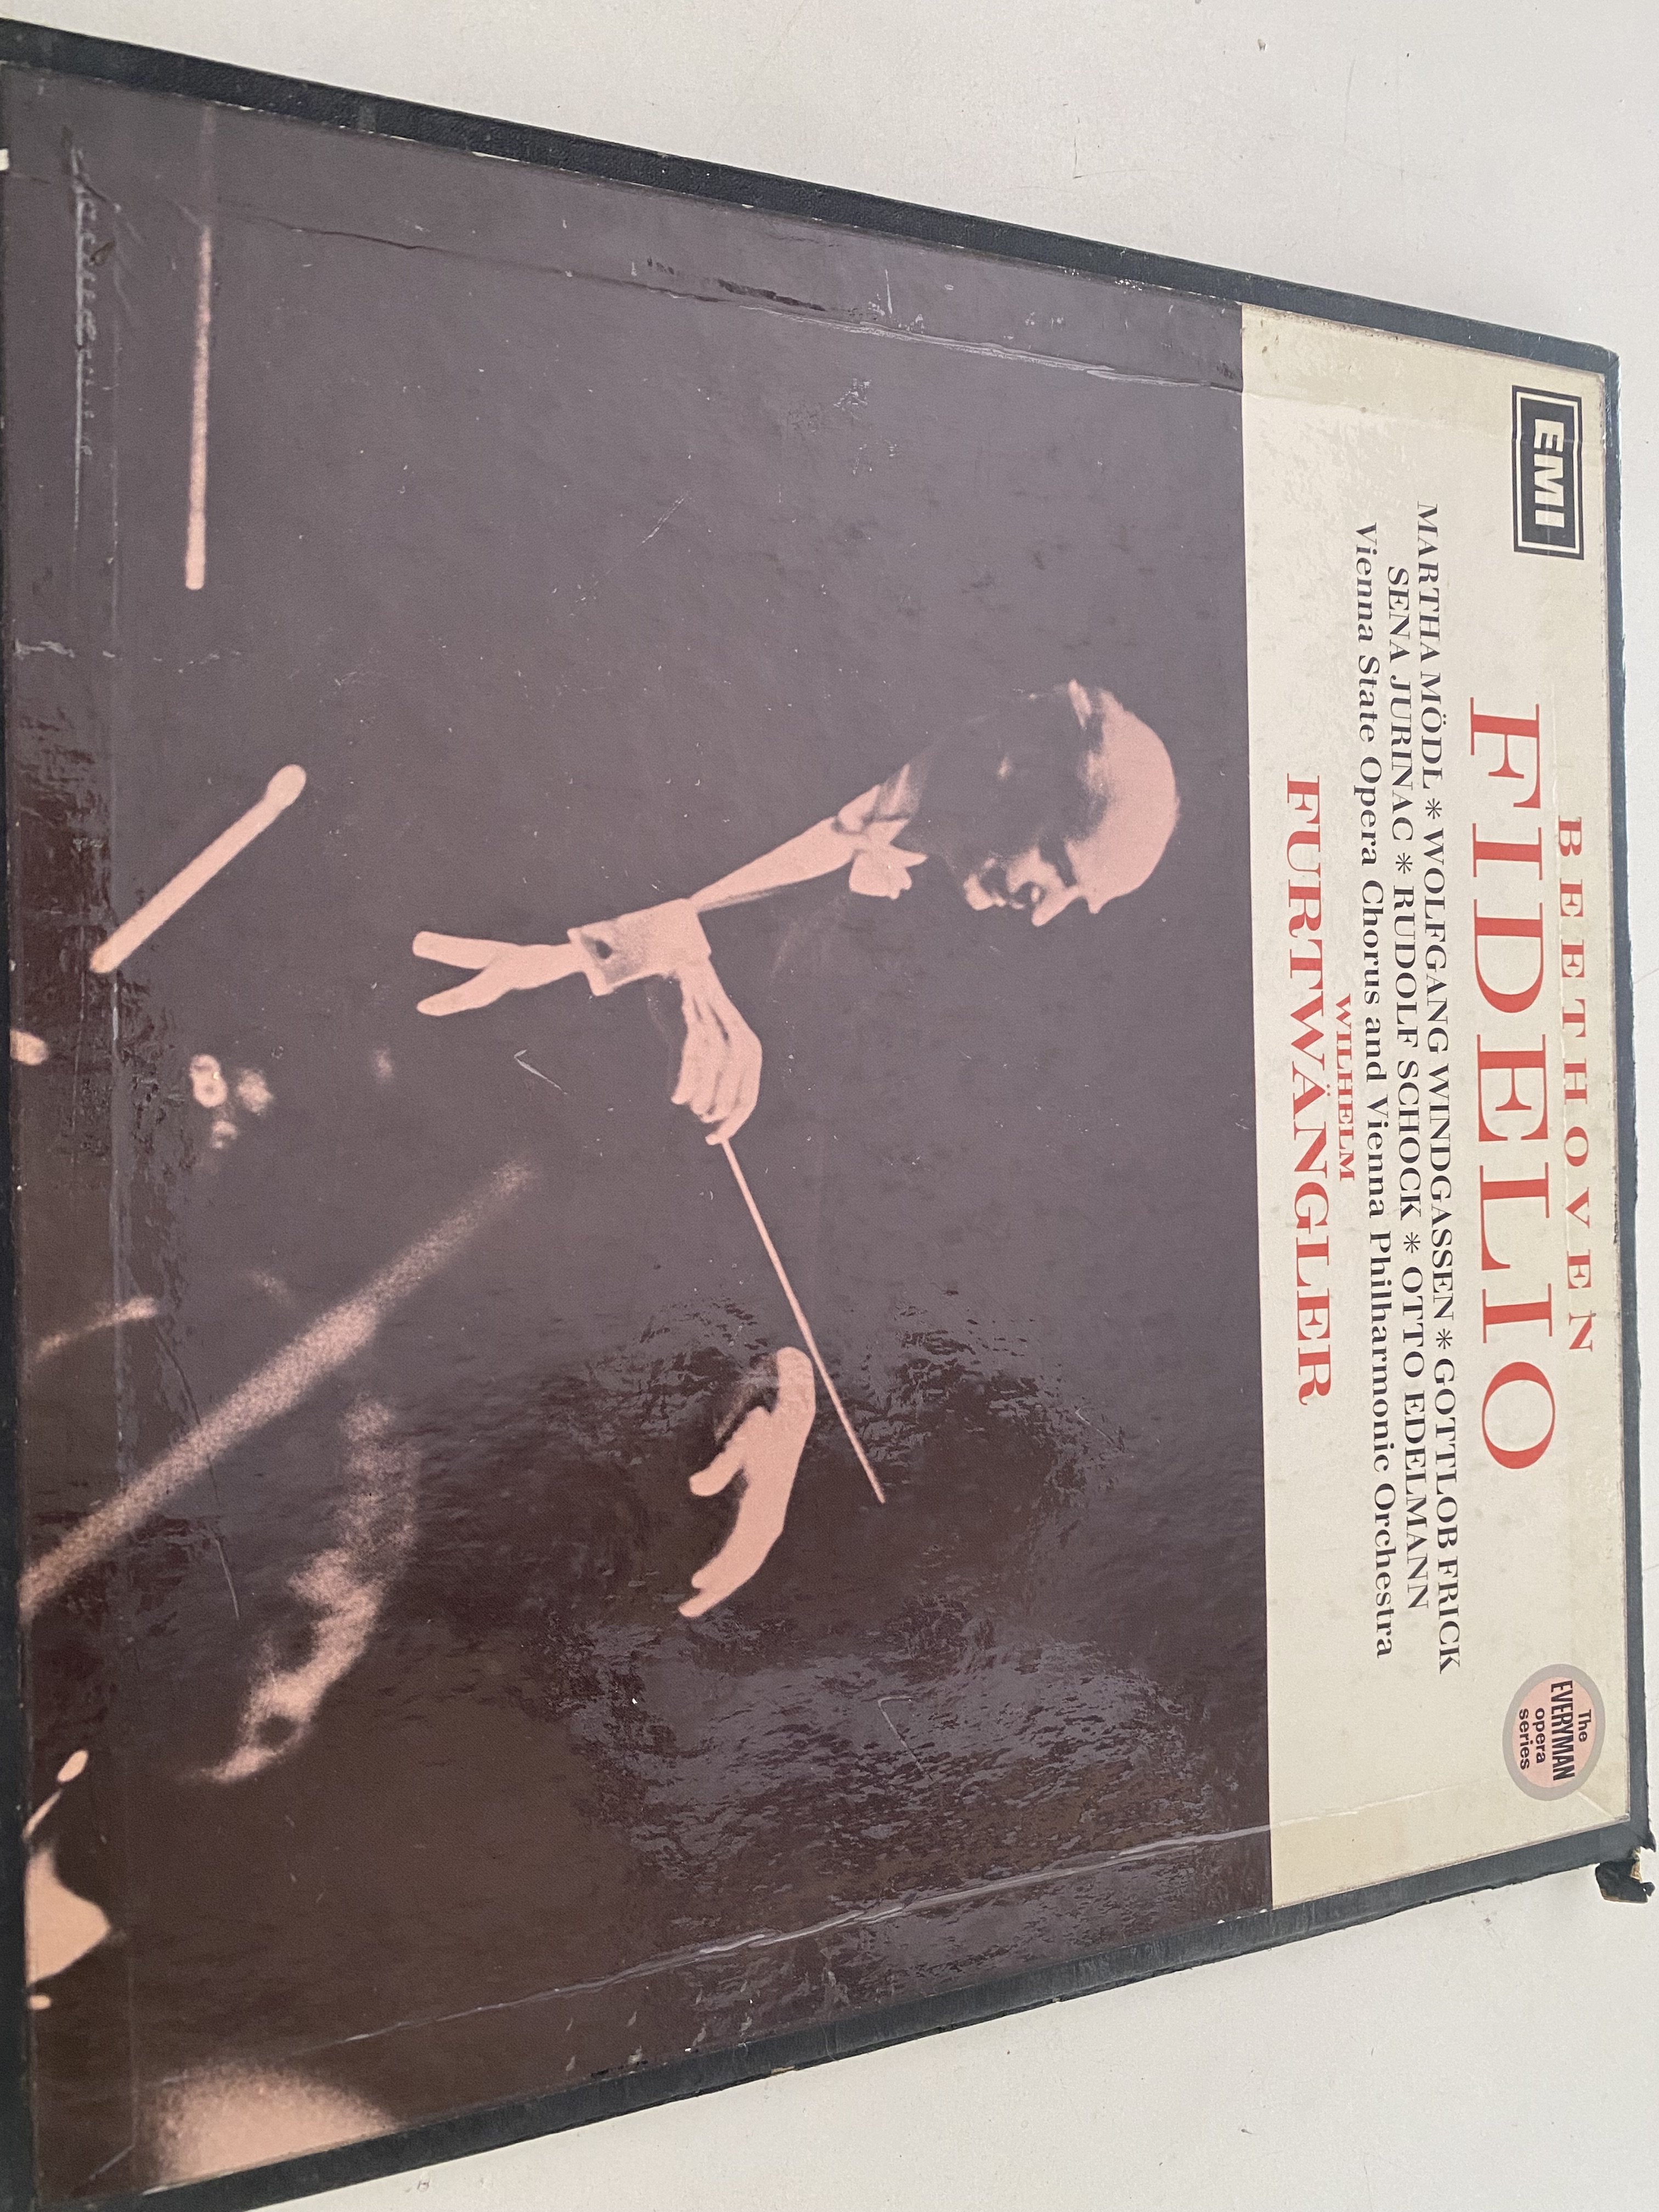 EMI
BEETHOVEN
FIDELIO
MARTHA MÖDL * WOLFGANG WINDGASSEN * GOTTLOB FRICK
SENA JURINAC * RUDOLF SCHOCK * OTTO EDELMANN
Vienna State Opera Chorus and Vienna Philharmonic Orchestra
WILHELM
FURTWÄNGLER
The
EVERYMAN
opera
series